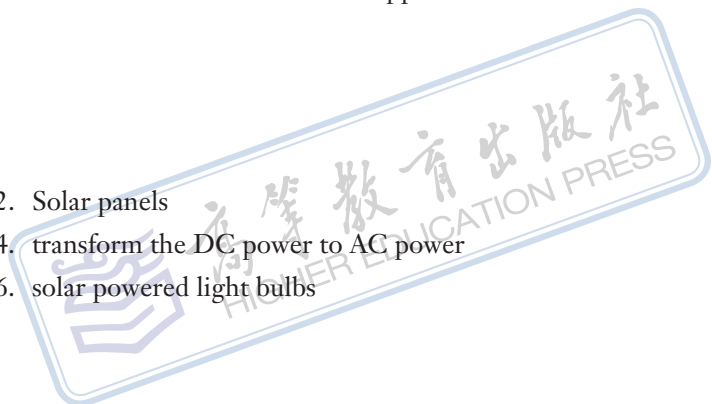 2. Solar panels
4. transform the DC power to AC power
6. solar powered light bulbs
高等教育出版社
HIGHER EDUCATION PRESS